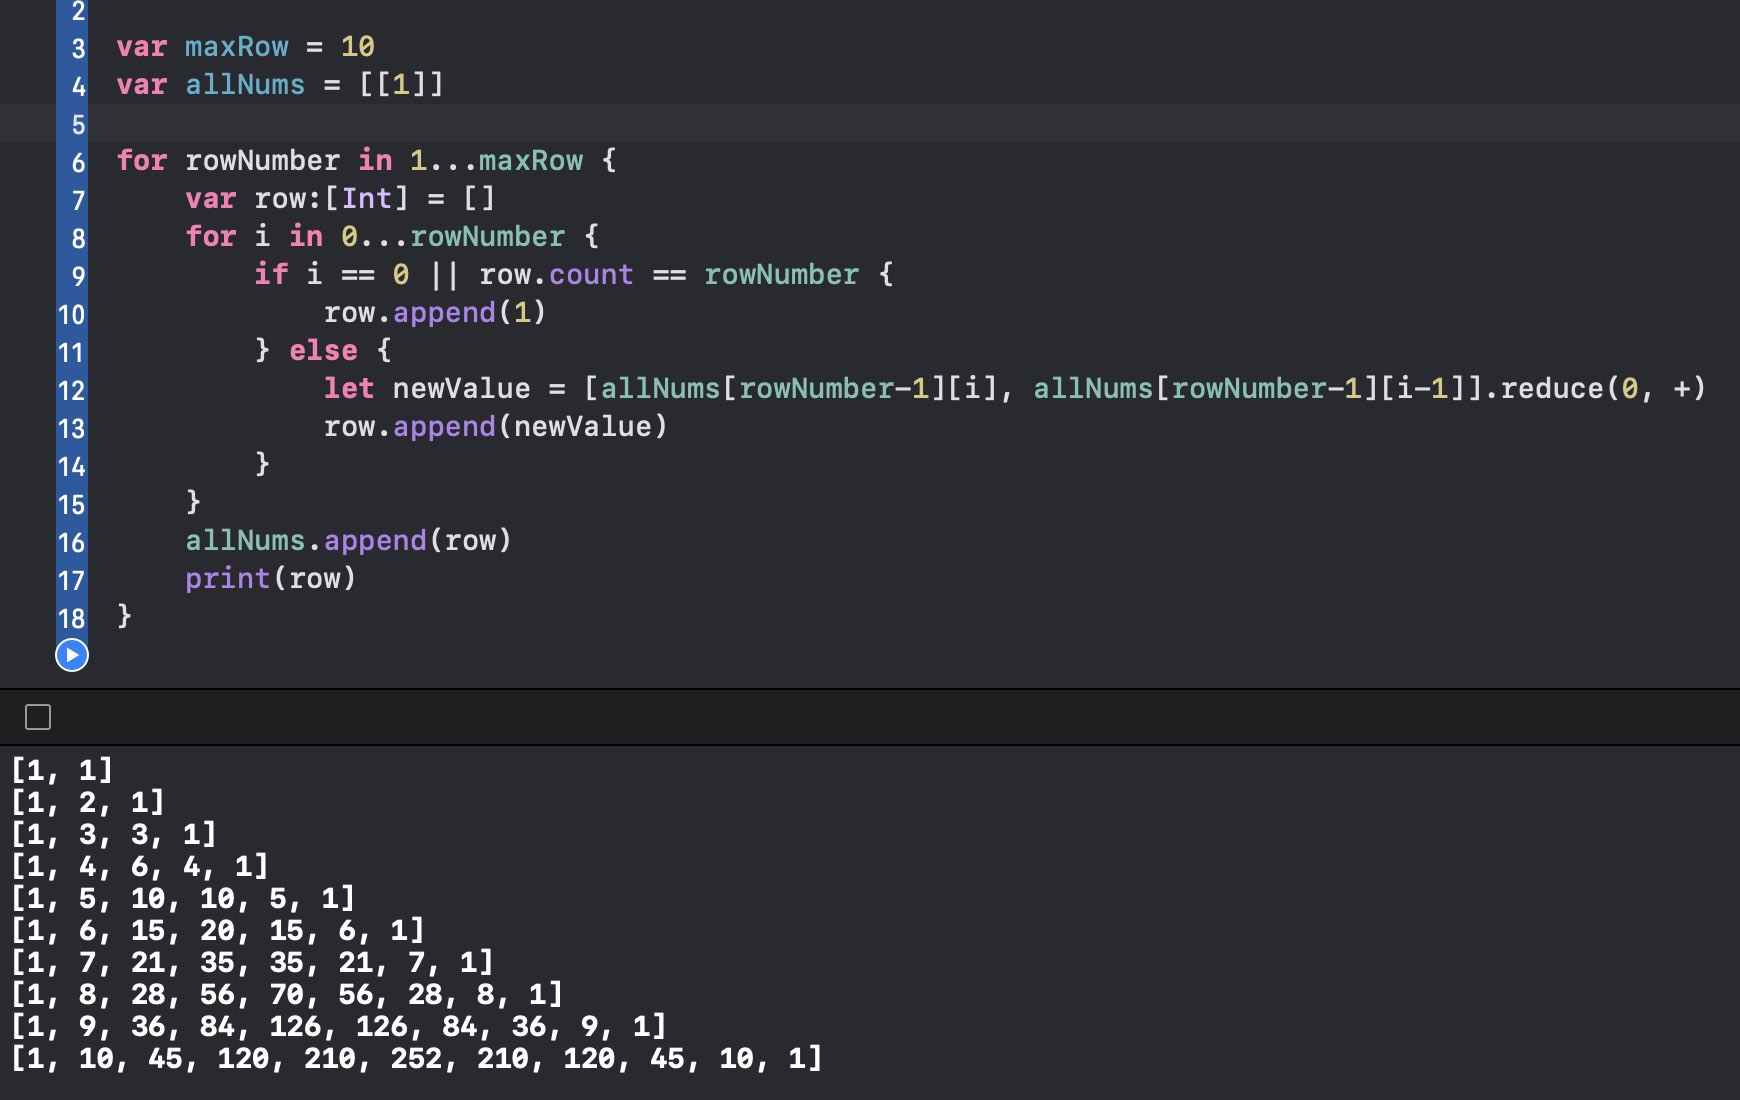 2
3 var maxRow = 10
4 var allNums = [[1]]
5
6 for rowNumber in 1...maxRow {
7     var row:[Int] = []
8     for i in 0...rowNumber {
9         if i == 0 || row.count == rowNumber {
10             row.append(1)
11         } else {
12             let newValue = [allNums[rowNumber-1][i], allNums[rowNumber-1][i-1]].reduce(0, +)
13             row.append(newValue)
14         }
15     }
16     allNums.append(row)
17     print(row)
18 }
[1, 1]
[1, 2, 1]
[1, 3, 3, 1]
[1, 4, 6, 4, 1]
[1, 5, 10, 10, 5, 1]
[1, 6, 15, 20, 15, 6, 1]
[1, 7, 21, 35, 35, 21, 7, 1]
[1, 8, 28, 56, 70, 56, 28, 8, 1]
[1, 9, 36, 84, 126, 126, 84, 36, 9, 1]
[1, 10, 45, 120, 210, 252, 210, 120, 45, 10, 1]